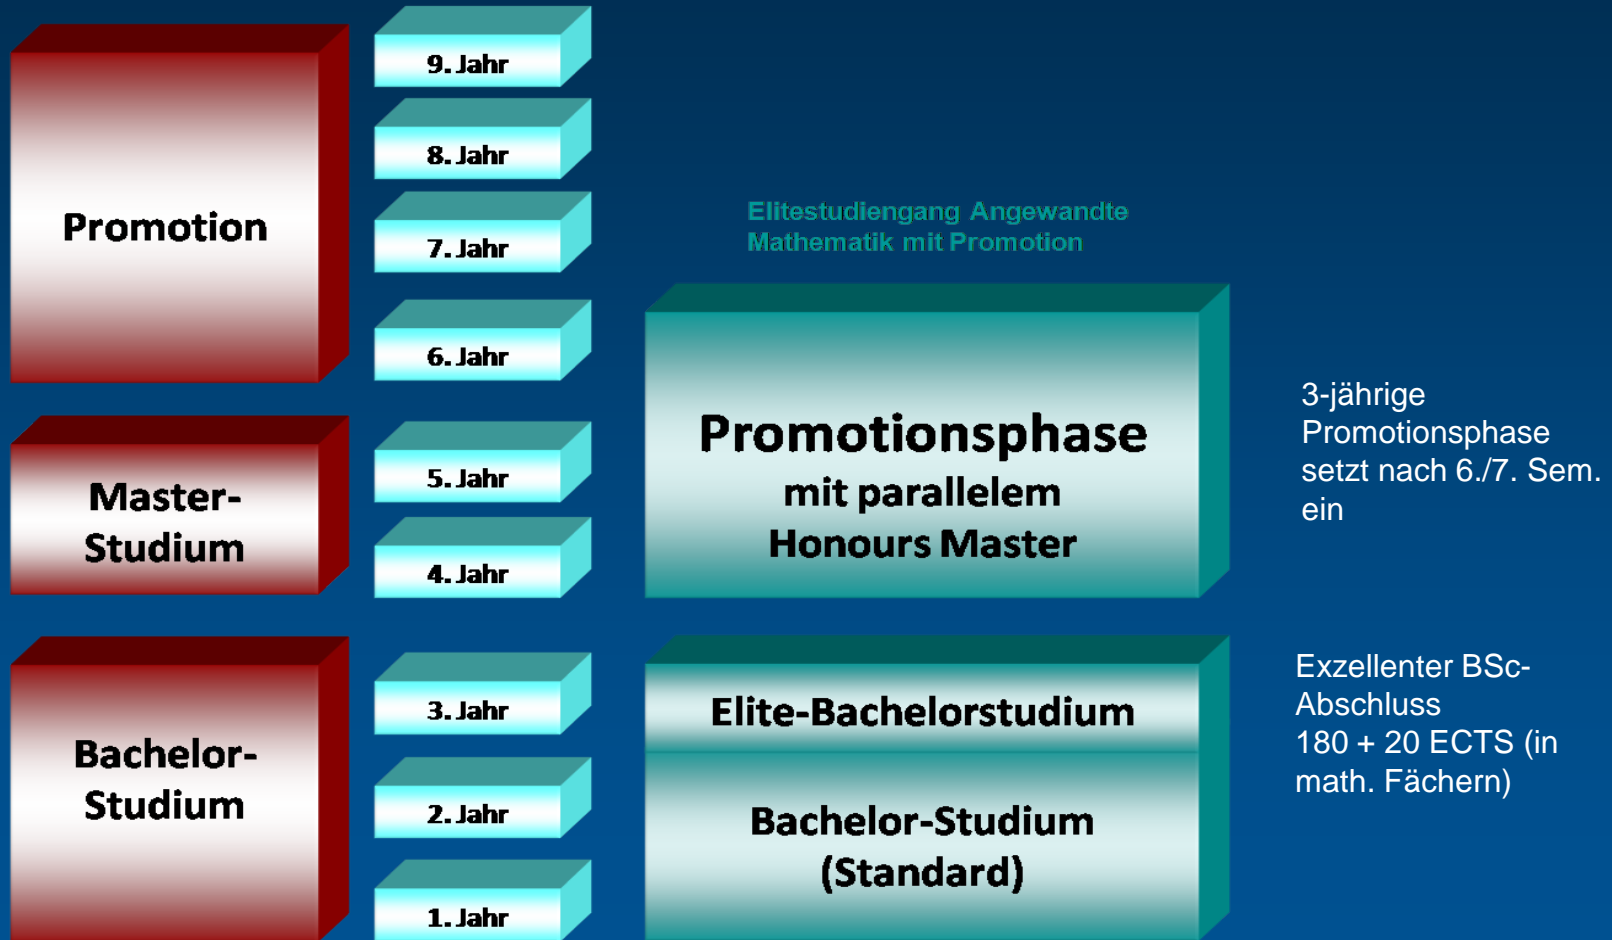 Promotion
Master-
Studium
Bachelor-
Studium
9. Jahr
8. Jahr
7. Jahr
6. Jahr
5. Jahr
4. Jahr
3. Jahr
2. Jahr
1. Jahr
Elitestudiengang Angewandte
Mathematik mit Promotion
Promotionsphase
mit parallelem
Honours Master
Elite-Bachelorstudium
Bachelor-Studium
(Standard)
3-jährige
Promotionsphase
setzt nach 6./7. Sem.
ein
Exzellenter BSc-
Abschluss
180 + 20 ECTS (in
math. Fächern)